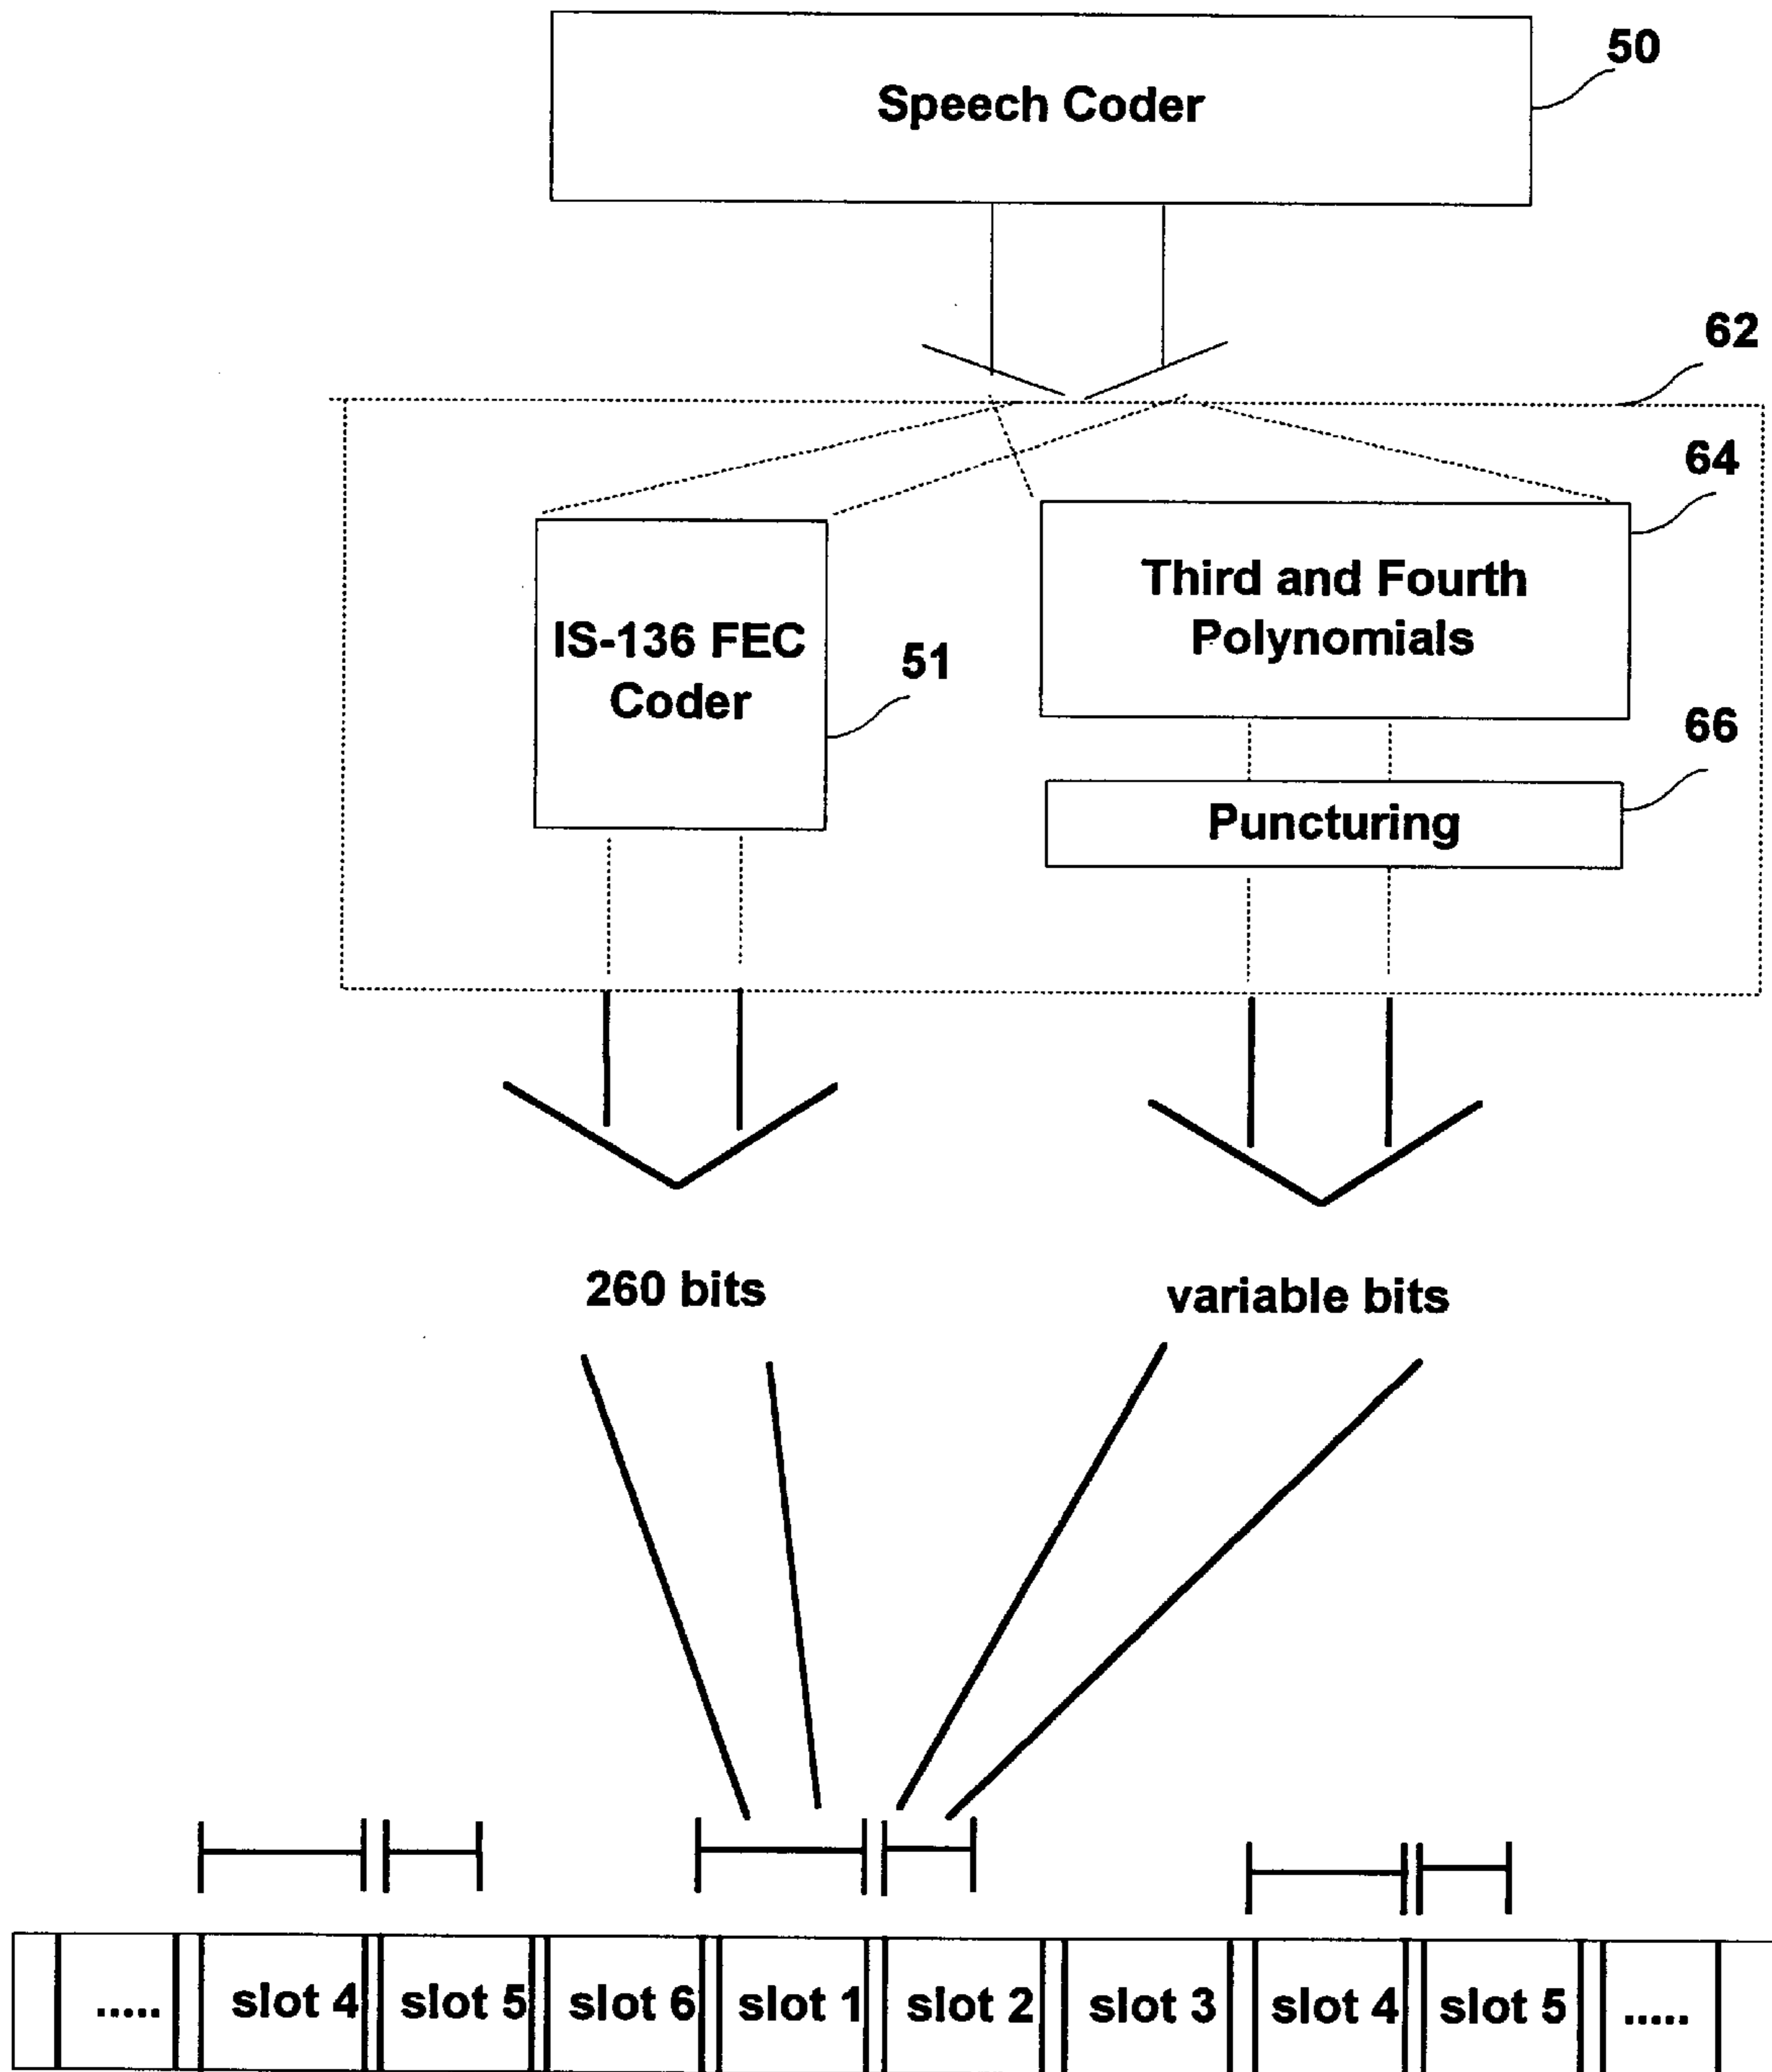 Speech Coder
50
62
64
Third and Fourth
Polynomials
IS-136 FEC
Coder
51
66
Puncturing
260 bits
variable bits
..... slot 4 slot 5 slot 6 slot 1 slot 2 slot 3 slot 4 slot 5 .....